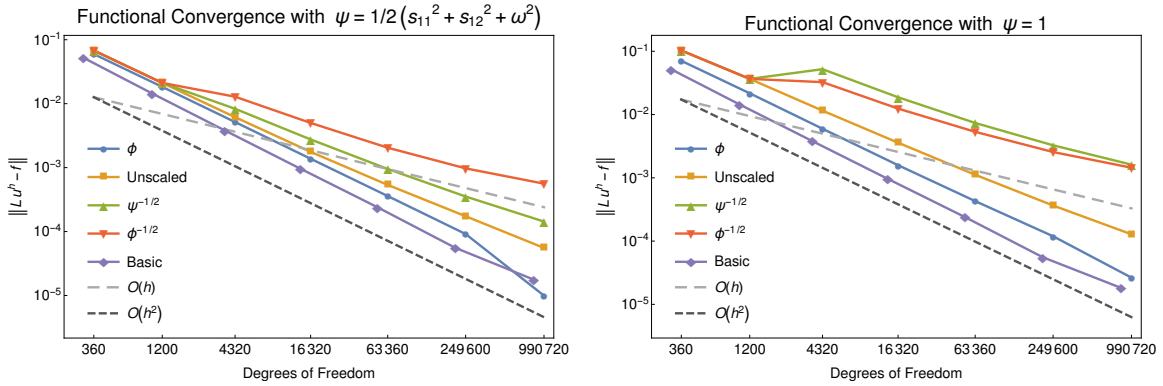 Functional Convergence with ψ = 1/2 (s₁₁² + s₁₂² + ω²)
‖L uʰ − f‖
10⁻¹
10⁻²
10⁻³
10⁻⁴
10⁻⁵
ϕ
Unscaled
ψ⁻¹/²
ϕ⁻¹/²
Basic
O(h)
O(h²)
360 1200 4320 16 320 63 360 249 600 990 720
Degrees of Freedom
Functional Convergence with ψ = 1
‖L uʰ − f‖
10⁻¹
10⁻²
10⁻³
10⁻⁴
10⁻⁵
ϕ
Unscaled
ψ⁻¹/²
ϕ⁻¹/²
Basic
O(h)
O(h²)
360 1200 4320 16 320 63 360 249 600 990 720
Degrees of Freedom